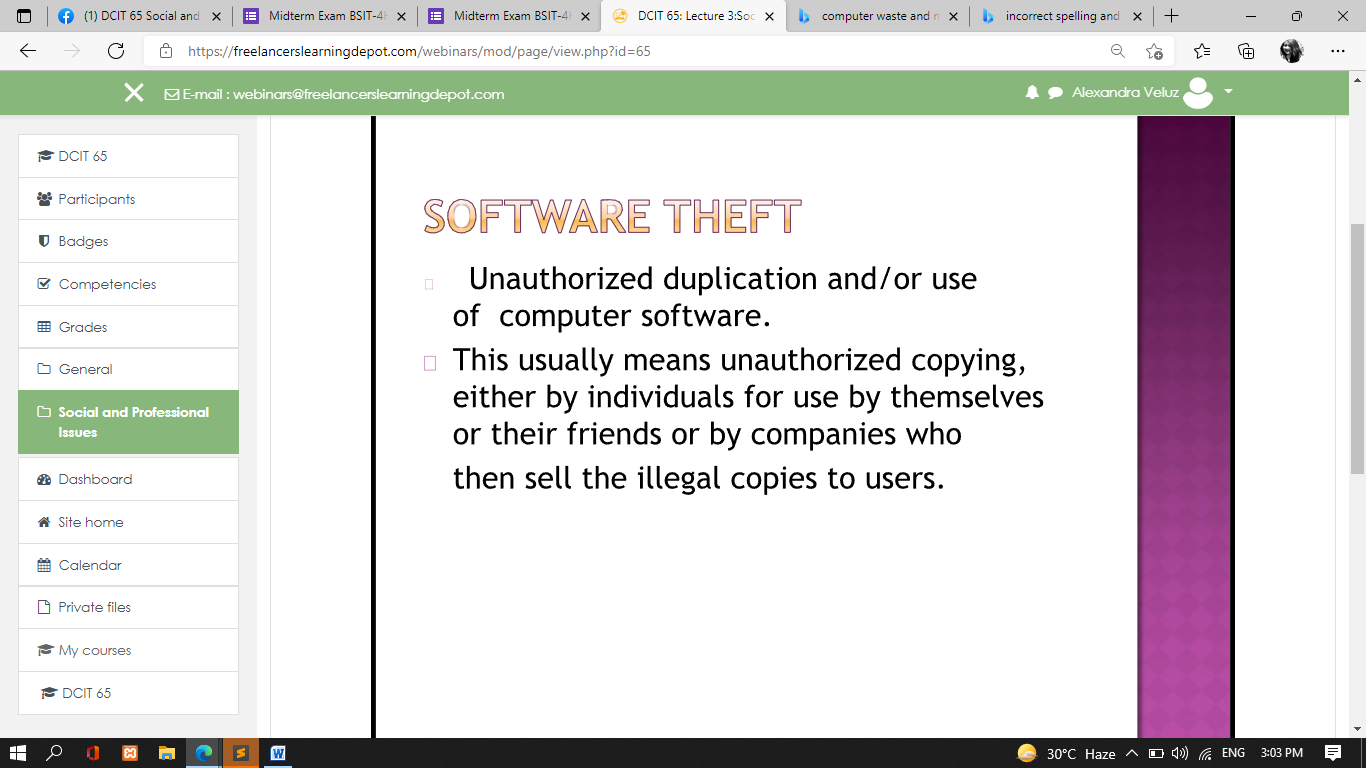 (1) DCIT 65 Social and
Midterm Exam BSIT-4
Midterm Exam BSIT-4
DCIT 65: Lecture 3:Soc
computer waste and m
incorrect spelling and
https://freelancerslearningdepot.com/webinars/mod/page/view.php?id=65
E-mail : webinars@freelancerslearningdepot.com
Alexandra Veluz
DCIT 65
Participants
Badges
Competencies
Grades
General
Social and Professional
Issues
Dashboard
Site home
Calendar
Private files
My courses
DCIT 65
SOFTWARE THEFT
Unauthorized duplication and/or use
of computer software.
This usually means unauthorized copying,
either by individuals for use by themselves
or their friends or by companies who
then sell the illegal copies to users.
30°C Haze
ENG
3:03 PM